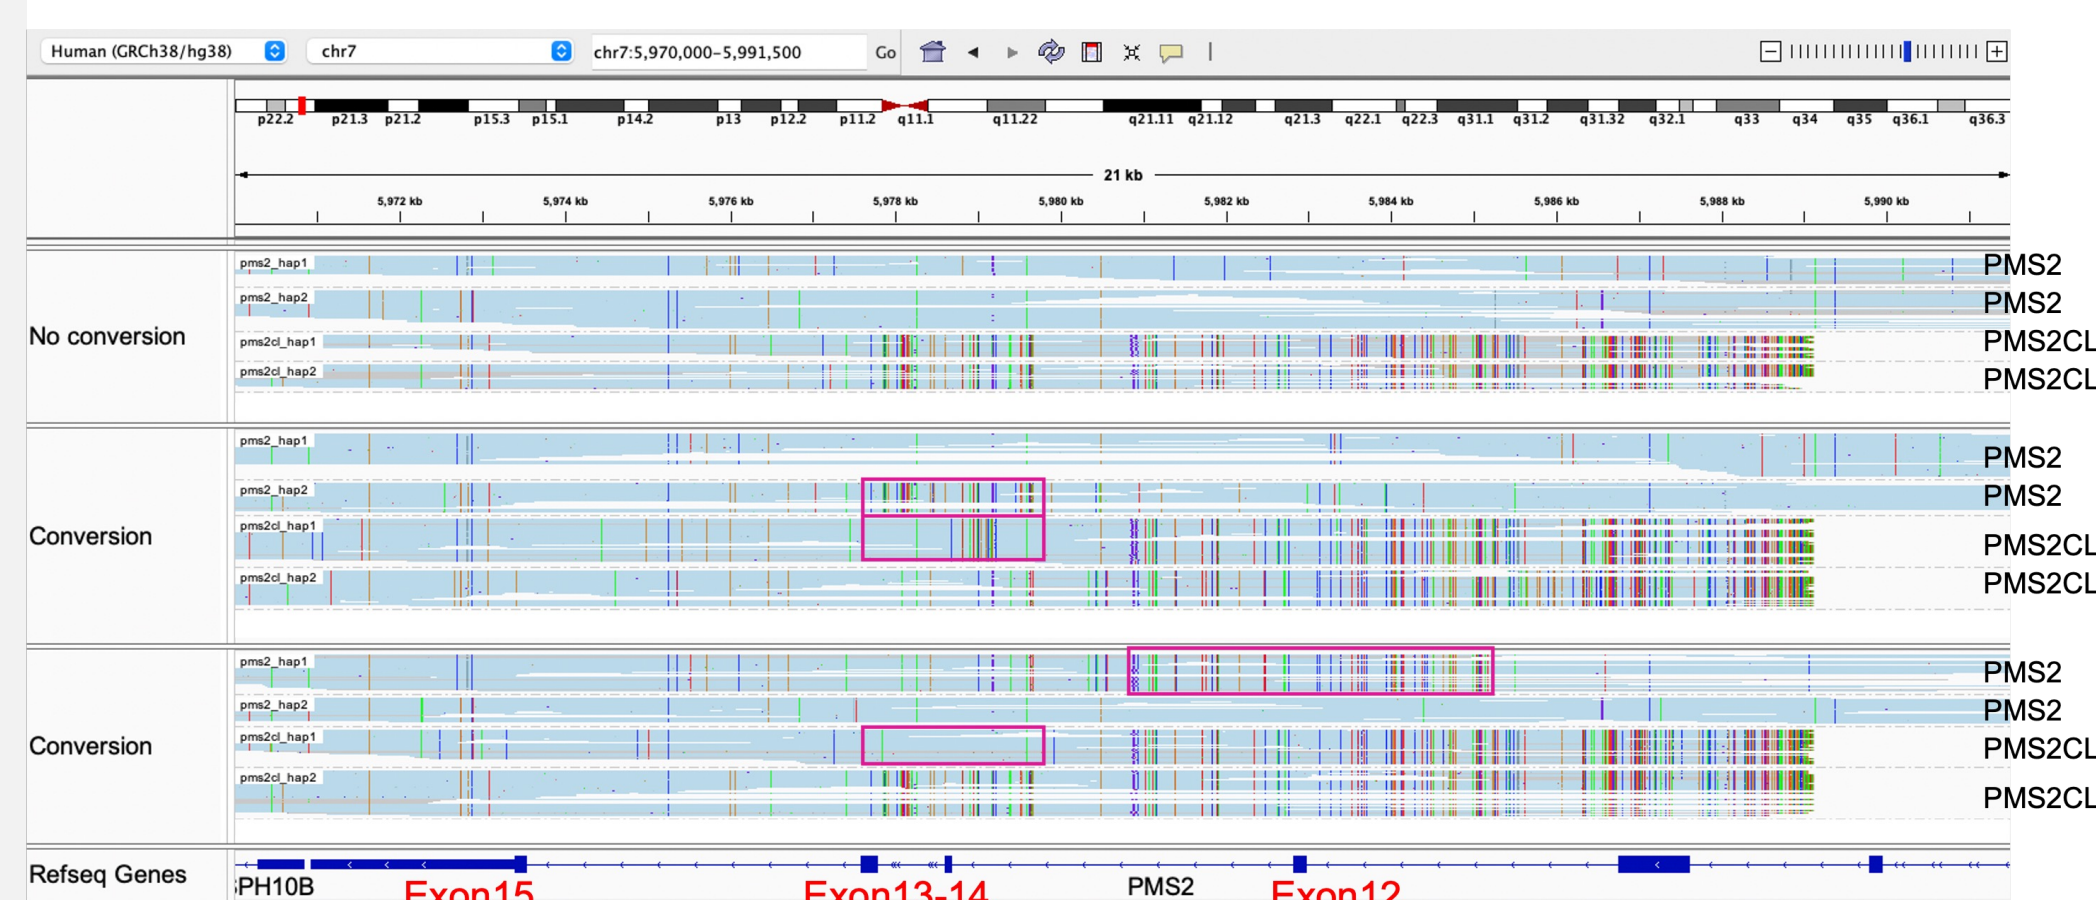 Human (GRCh38/hg38) chr7 chr7:5,970,000-5,991,500 Go
p22.2 p21.3 p21.2 p15.3 p15.1 p14.2 p13 p12.2 p11.2 q11.1 q11.22 q21.11 q21.12 q21.3 q22.1 q22.3 q31.1 q31.2 q31.32 q32.1 q33 q34 q35 q36.1 q36.3
21 kb
5,972 kb 5,974 kb 5,976 kb 5,978 kb 5,980 kb 5,982 kb 5,984 kb 5,986 kb 5,988 kb 5,990 kb
pms2_hap1 PMS2
pms2_hap2 PMS2
No conversion
pms2cl_hap1 PMS2CL
pms2cl_hap2 PMS2CL
pms2_hap1 PMS2
pms2_hap2 PMS2
Conversion
pms2cl_hap1 PMS2CL
pms2cl_hap2 PMS2CL
pms2_hap1 PMS2
pms2_hap2 PMS2
Conversion
pms2cl_hap1 PMS2CL
pms2cl_hap2 PMS2CL
Refseq Genes
PH10B PMS2
Exon15 Exon13-14 Exon12